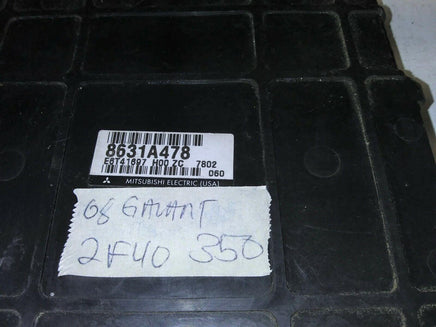 8631A478
E6T41697 H00 ZC 7802
060
MITSUBISHI ELECTRIC (USA)
08 GALANT
2F40 350